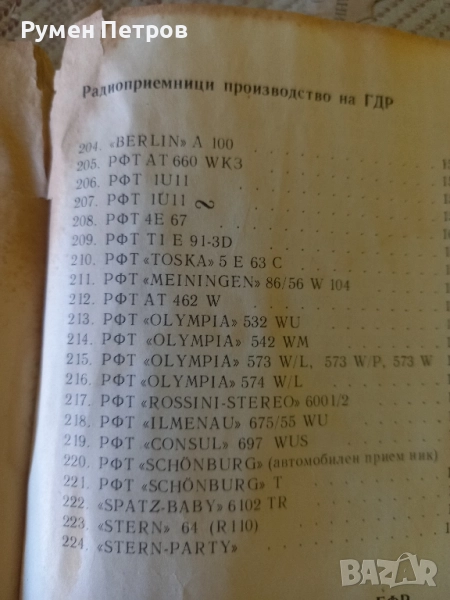 Румен Петров
Радиоприемници производство на ГДР
204. «BERLIN» A 100
205. РФТ AT 660 WK3
206. РФТ 1U11
207. РФТ 1U11 ~
208. РФТ 4E 67
209. РФТ T1 E 91-3D
210. РФТ «TOSKA» 5 E 63 C
211. РФТ «MEININGEN» 86/56 W 104
212. РФТ AT 462 W
213. РФТ «OLYMPIA» 532 WU
214. РФТ «OLYMPIA» 542 WM
215. РФТ «OLYMPIA» 573 W/L, 573 W/P, 573 W
216. РФТ «OLYMPIA» 574 W/L
217. РФТ «ROSSINI-STEREO» 6001/2
218. РФТ «ILMENAU» 675/55 WU
219. РФТ «CONSUL» 697 WUS
220. РФТ «SCHÖNBURG» (автомобилен приемник)
221. РФТ «SCHÖNBURG» T
222. «SPATZ-BABY» 6102 TR
223. «STERN» 64 (R 110)
224. «STERN-PARTY»
BAZAR